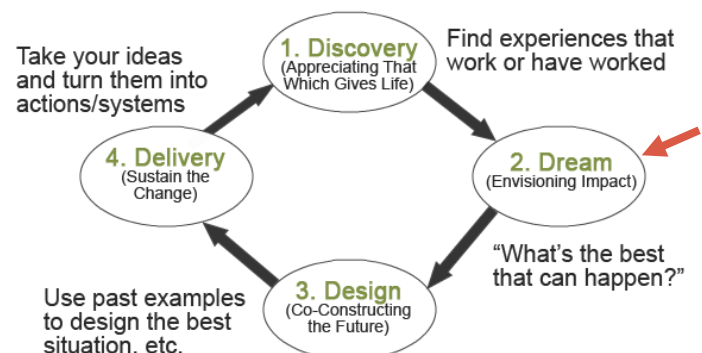 1. Discovery
(Appreciating That
Which Gives Life)
Find experiences that
work or have worked
2. Dream
(Envisioning Impact)
“What’s the best
that can happen?”
3. Design
(Co-Constructing
the Future)
Use past examples
to design the best
situation, etc.
4. Delivery
(Sustain the
Change)
Take your ideas
and turn them into
actions/systems